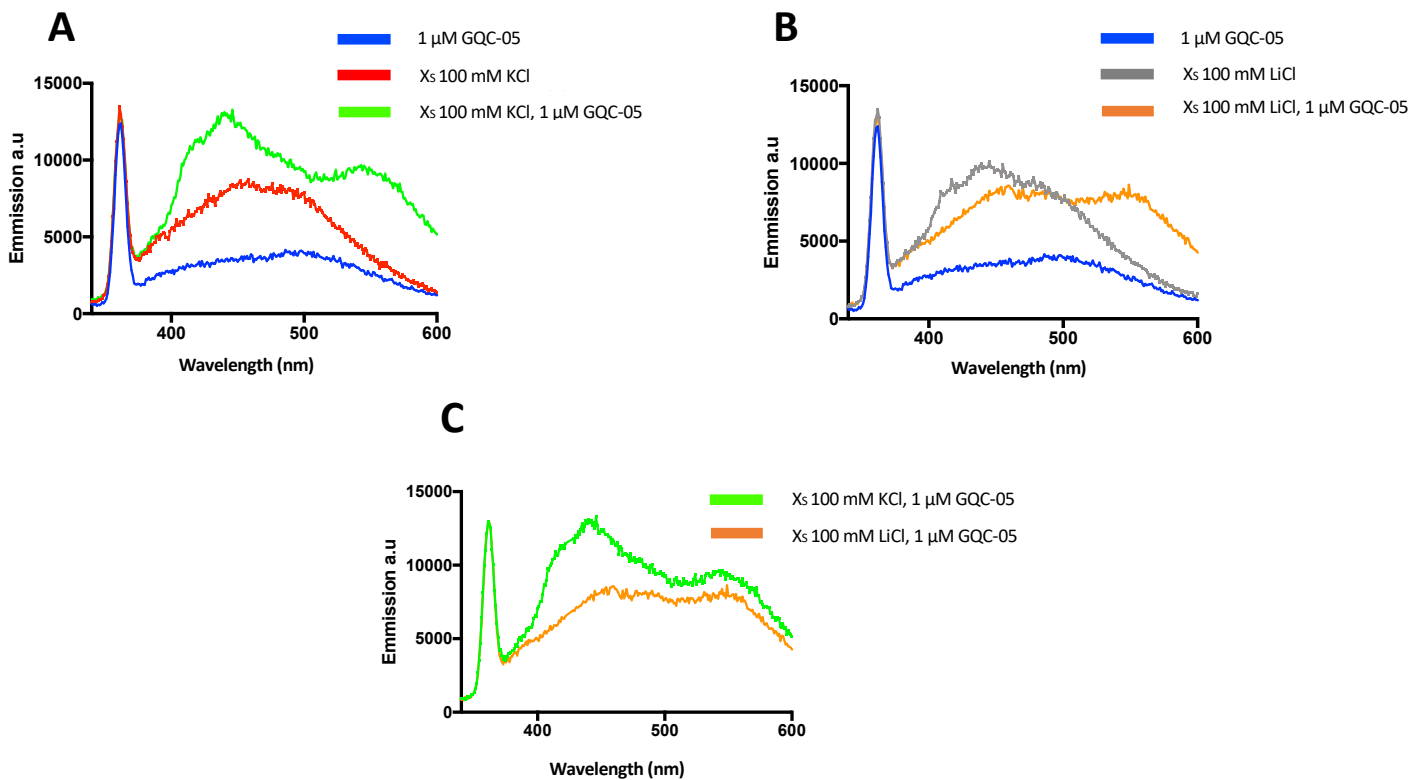 A
1 µM GQC-05
Xs 100 mM KCl
Xs 100 mM KCl, 1 µM GQC-05
15000
10000
5000
0
Emmission a.u
400
500
600
Wavelength (nm)
B
1 µM GQC-05
Xs 100 mM LiCl
Xs 100 mM LiCl, 1 µM GQC-05
15000
10000
5000
0
Emmission a.u
400
500
600
Wavelength (nm)
C
Xs 100 mM KCl, 1 µM GQC-05
Xs 100 mM LiCl, 1 µM GQC-05
15000
10000
5000
0
Emmission a.u
400
500
600
Wavelength (nm)